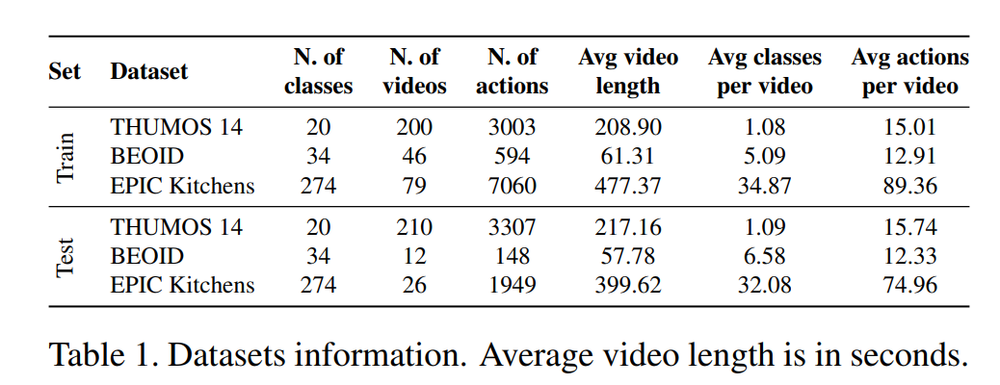 Set Dataset N. of classes N. of videos N. of actions Avg video length Avg classes per video Avg actions per video
Train
THUMOS 14 20 200 3003 208.90 1.08 15.01
BEOID 34 46 594 61.31 5.09 12.91
EPIC Kitchens 274 79 7060 477.37 34.87 89.36
Test
THUMOS 14 20 210 3307 217.16 1.09 15.74
BEOID 34 12 148 57.78 6.58 12.33
EPIC Kitchens 274 26 1949 399.62 32.08 74.96
Table 1. Datasets information. Average video length is in seconds.